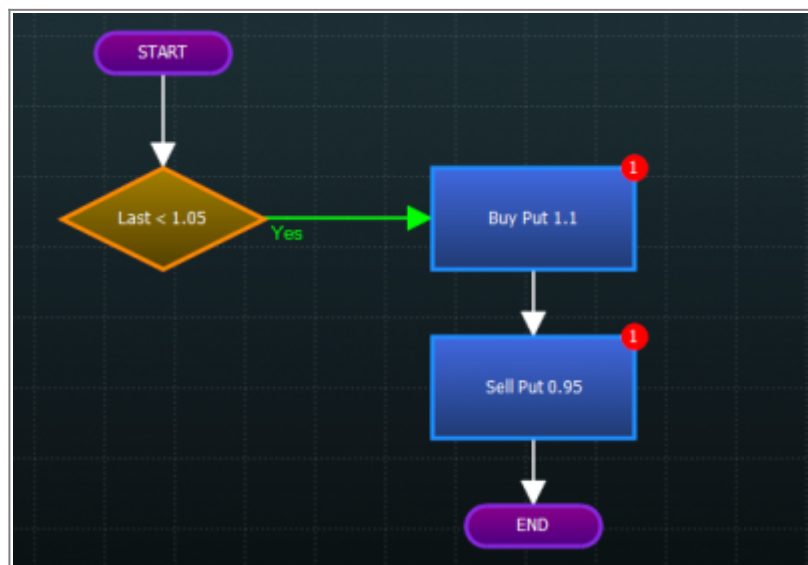 START
Last < 1.05
Yes
1
Buy Put 1.1
1
Sell Put 0.95
END